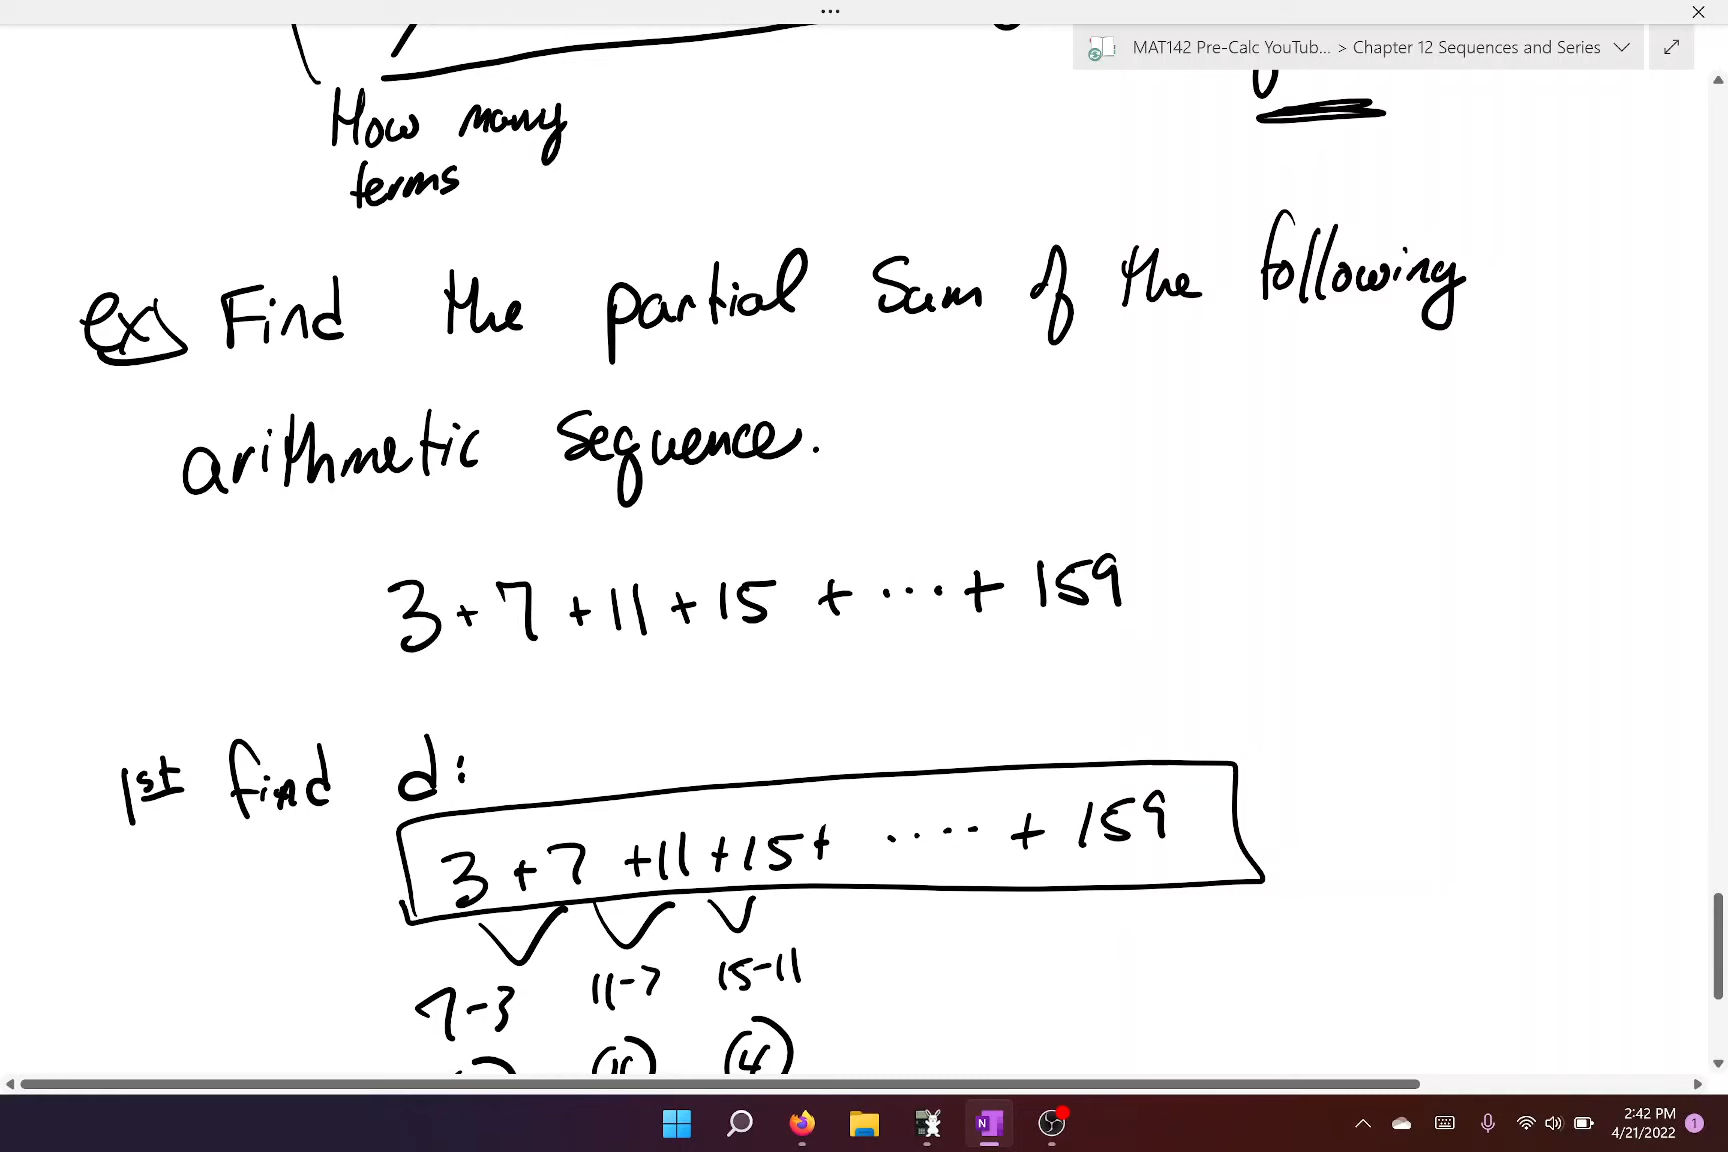 MAT142 Pre-Calc YouTub... > Chapter 12 Sequences and Series
How many
terms
ex) Find the partial Sum of the following
arithmetic sequence.
3 + 7 + 11 + 15 + ... + 159
1st find d:
3 + 7 + 11 + 15 + .... + 159
7-3 11-7 15-11
4
2:42 PM
4/21/2022
1